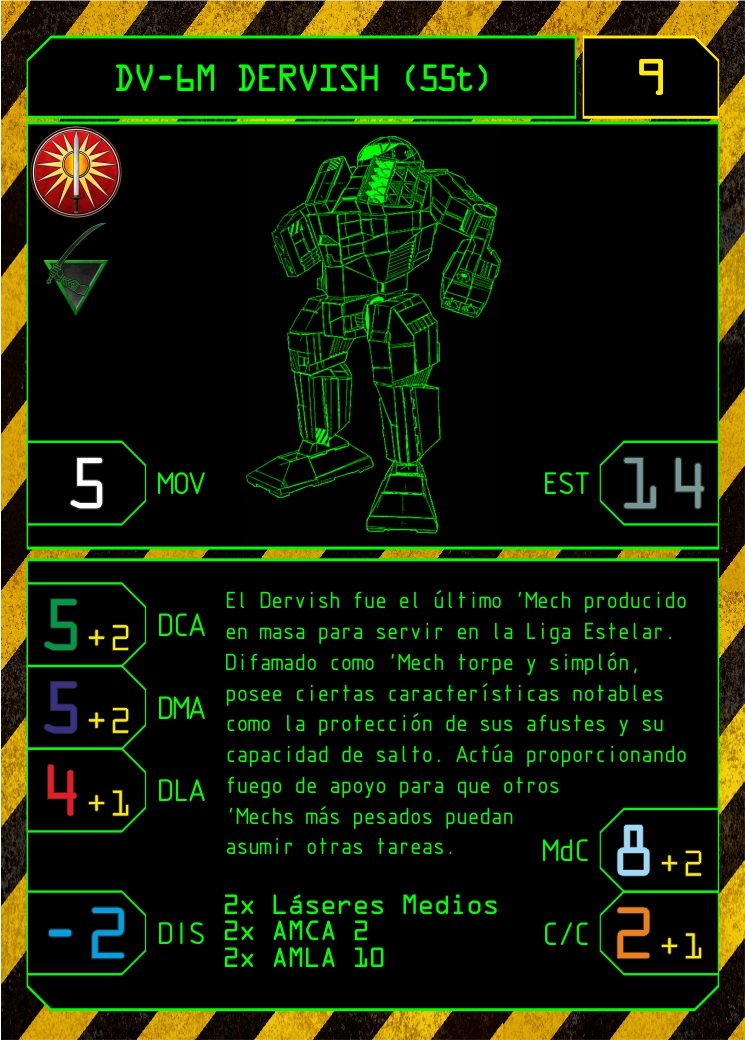 DV-6M DERVISH (55t)
9
I
5 MOV
EST 14
5 +2 DCA
5 +2 DMA
4 +1 DLA
El Dervish fue el último 'Mech producido
en masa para servir en la Liga Estelar.
Difamado como 'Mech torpe y simplón,
posee ciertas características notables
como la protección de sus afustes y su
capacidad de salto. Actúa proporcionando
fuego de apoyo para que otros
'Mechs más pesados puedan
asumir otras tareas.
MdC 8 +2
-2 DIS
2x Láseres Medios
2x AMCA 2
2x AMLA 10
C/C 2 +1